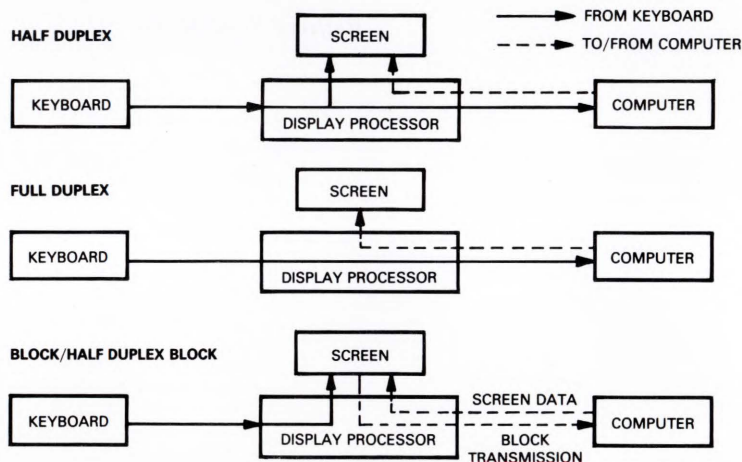 HALF DUPLEX
SCREEN
FROM KEYBOARD
TO/FROM COMPUTER
KEYBOARD
DISPLAY PROCESSOR
COMPUTER
FULL DUPLEX
SCREEN
KEYBOARD
DISPLAY PROCESSOR
COMPUTER
BLOCK/HALF DUPLEX BLOCK
SCREEN
SCREEN DATA
KEYBOARD
DISPLAY PROCESSOR
COMPUTER
BLOCK
TRANSMISSION